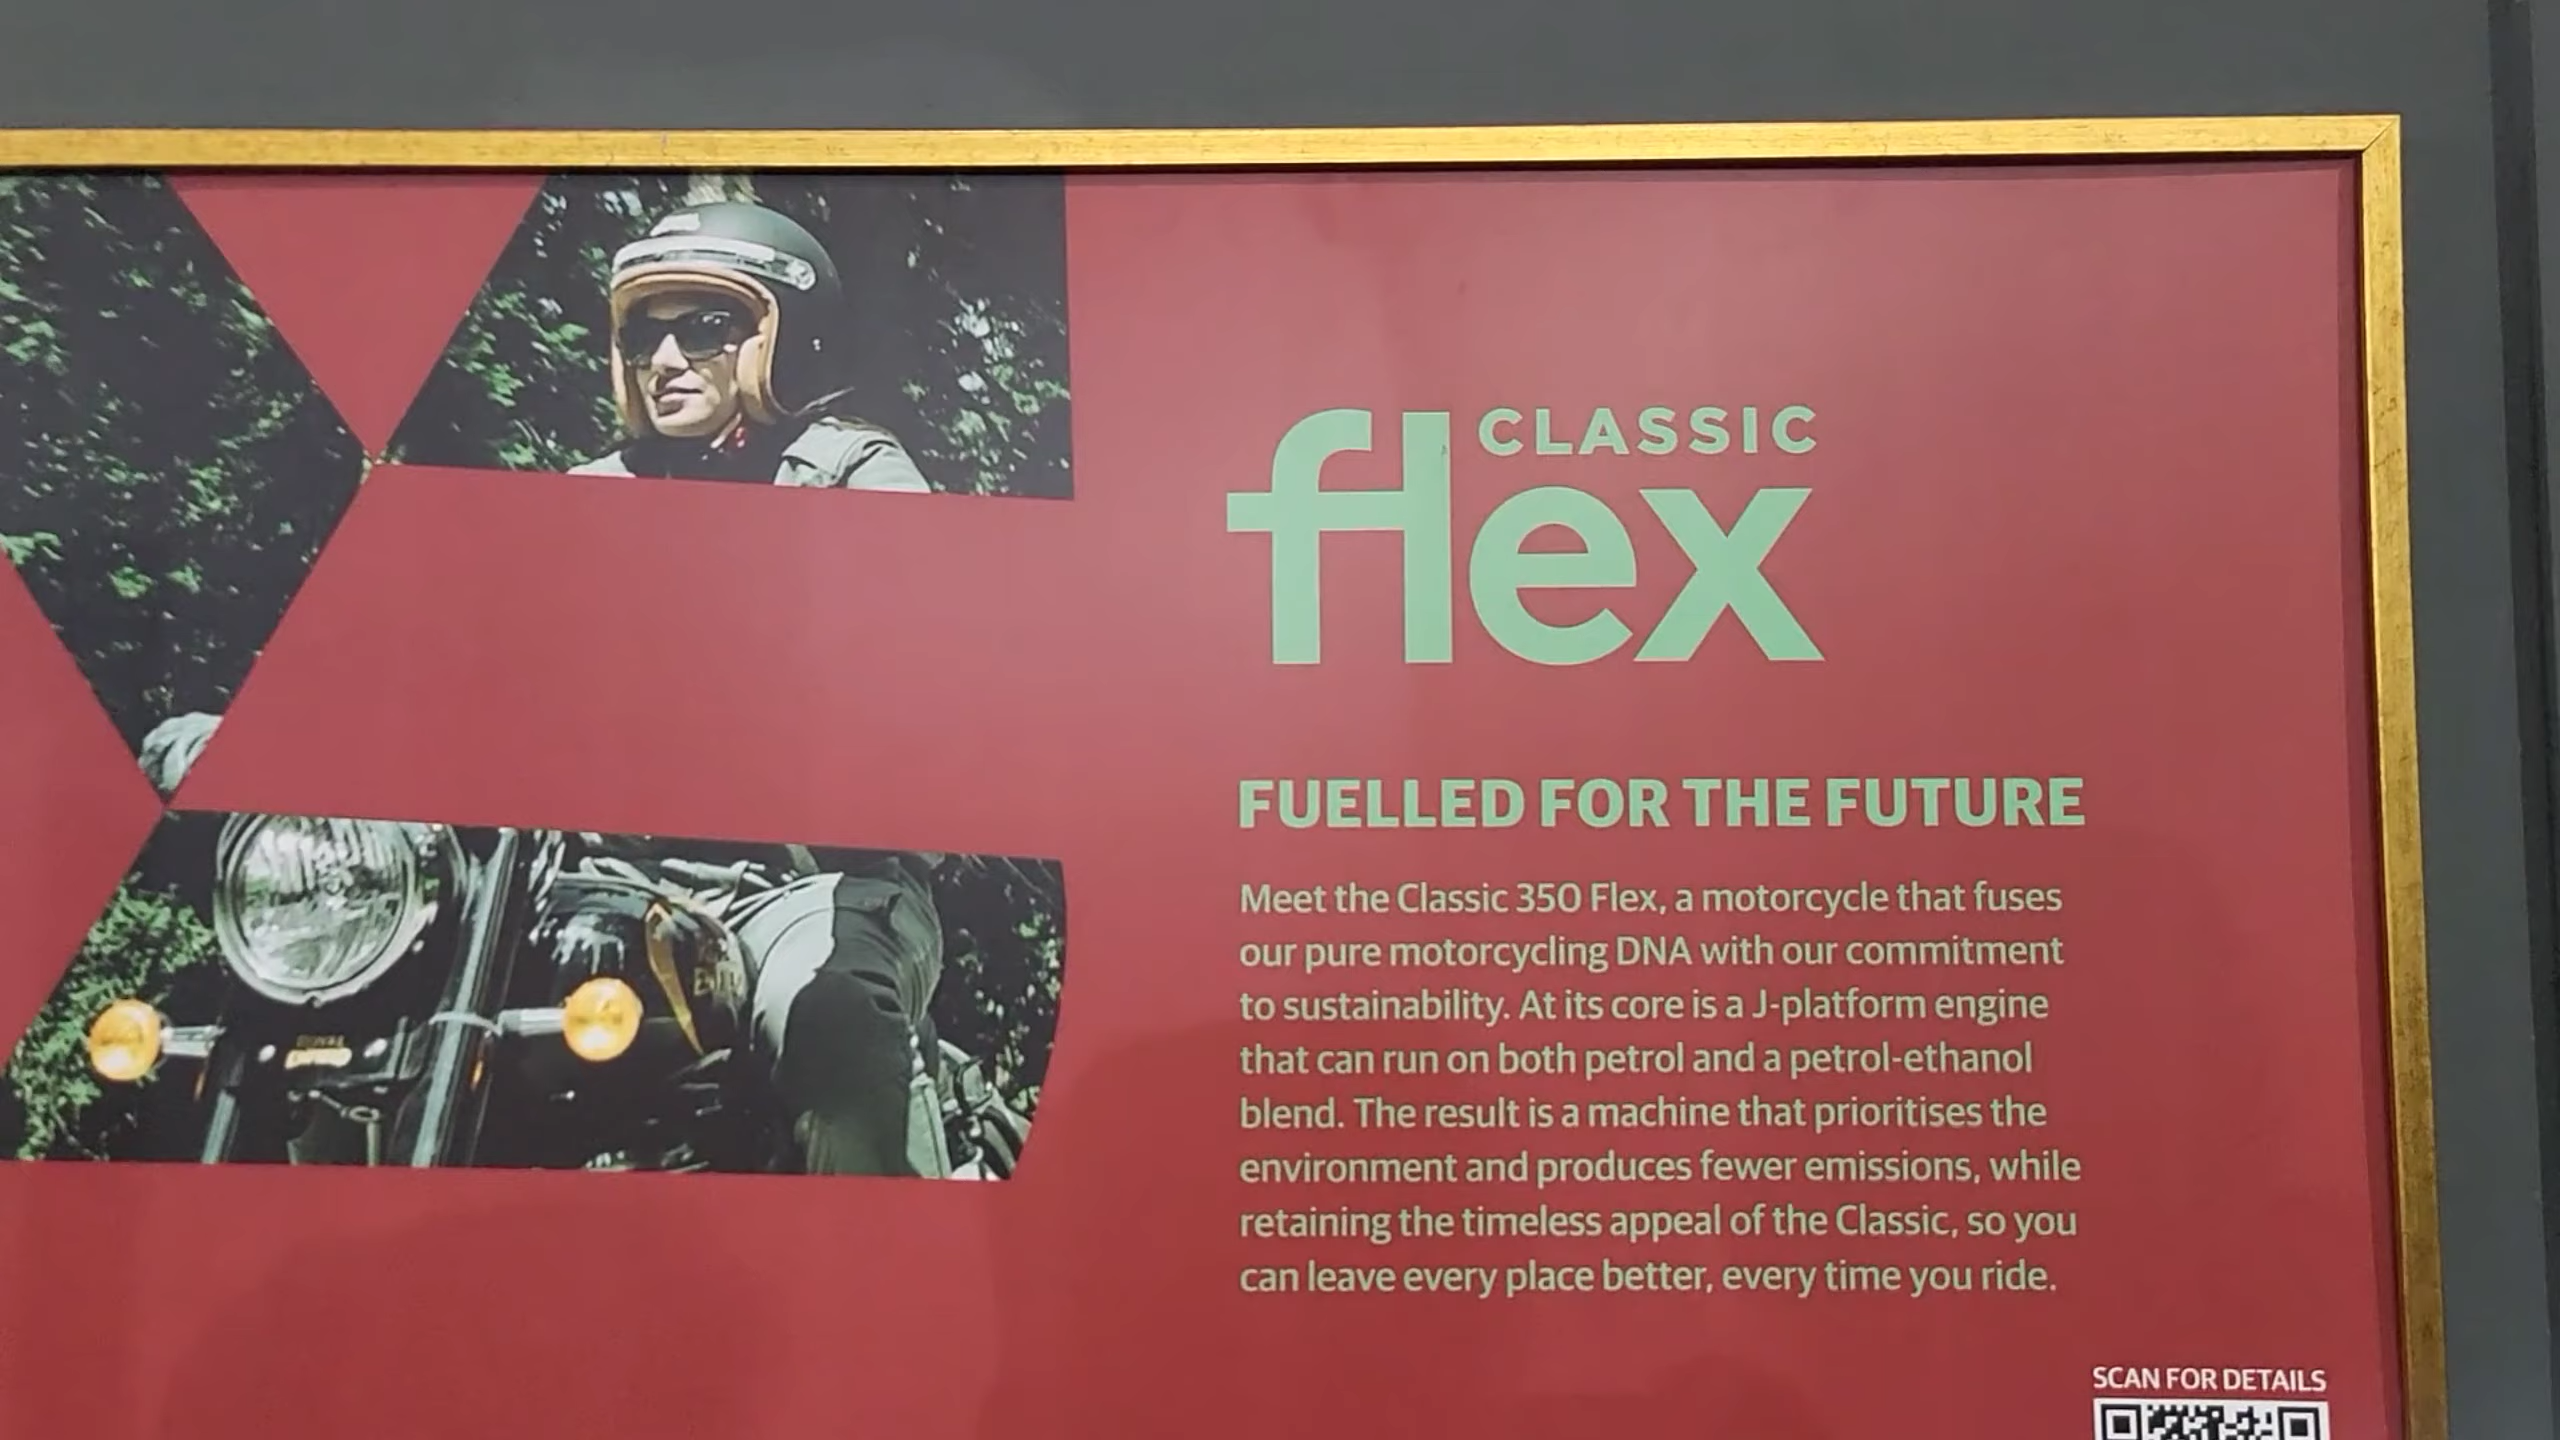 CLASSIC
flex
FUELLED FOR THE FUTURE
Meet the Classic 350 Flex, a motorcycle that fuses
our pure motorcycling DNA with our commitment
to sustainability. At its core is a J-platform engine
that can run on both petrol and a petrol-ethanol
blend. The result is a machine that prioritises the
environment and produces fewer emissions, while
retaining the timeless appeal of the Classic, so you
can leave every place better, every time you ride.
SCAN FOR DETAILS